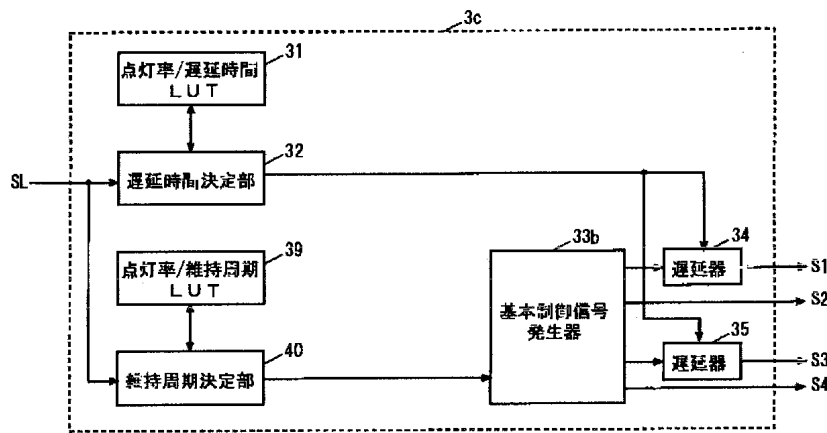 3c
点灯率/遅延時間
LUT
31
遅延時間決定部
32
SL
点灯率/維持周期
LUT
39
維持周期決定部
40
基本制御信号
発生器
33b
遅延器
34
S1
S2
遅延器
35
S3
S4